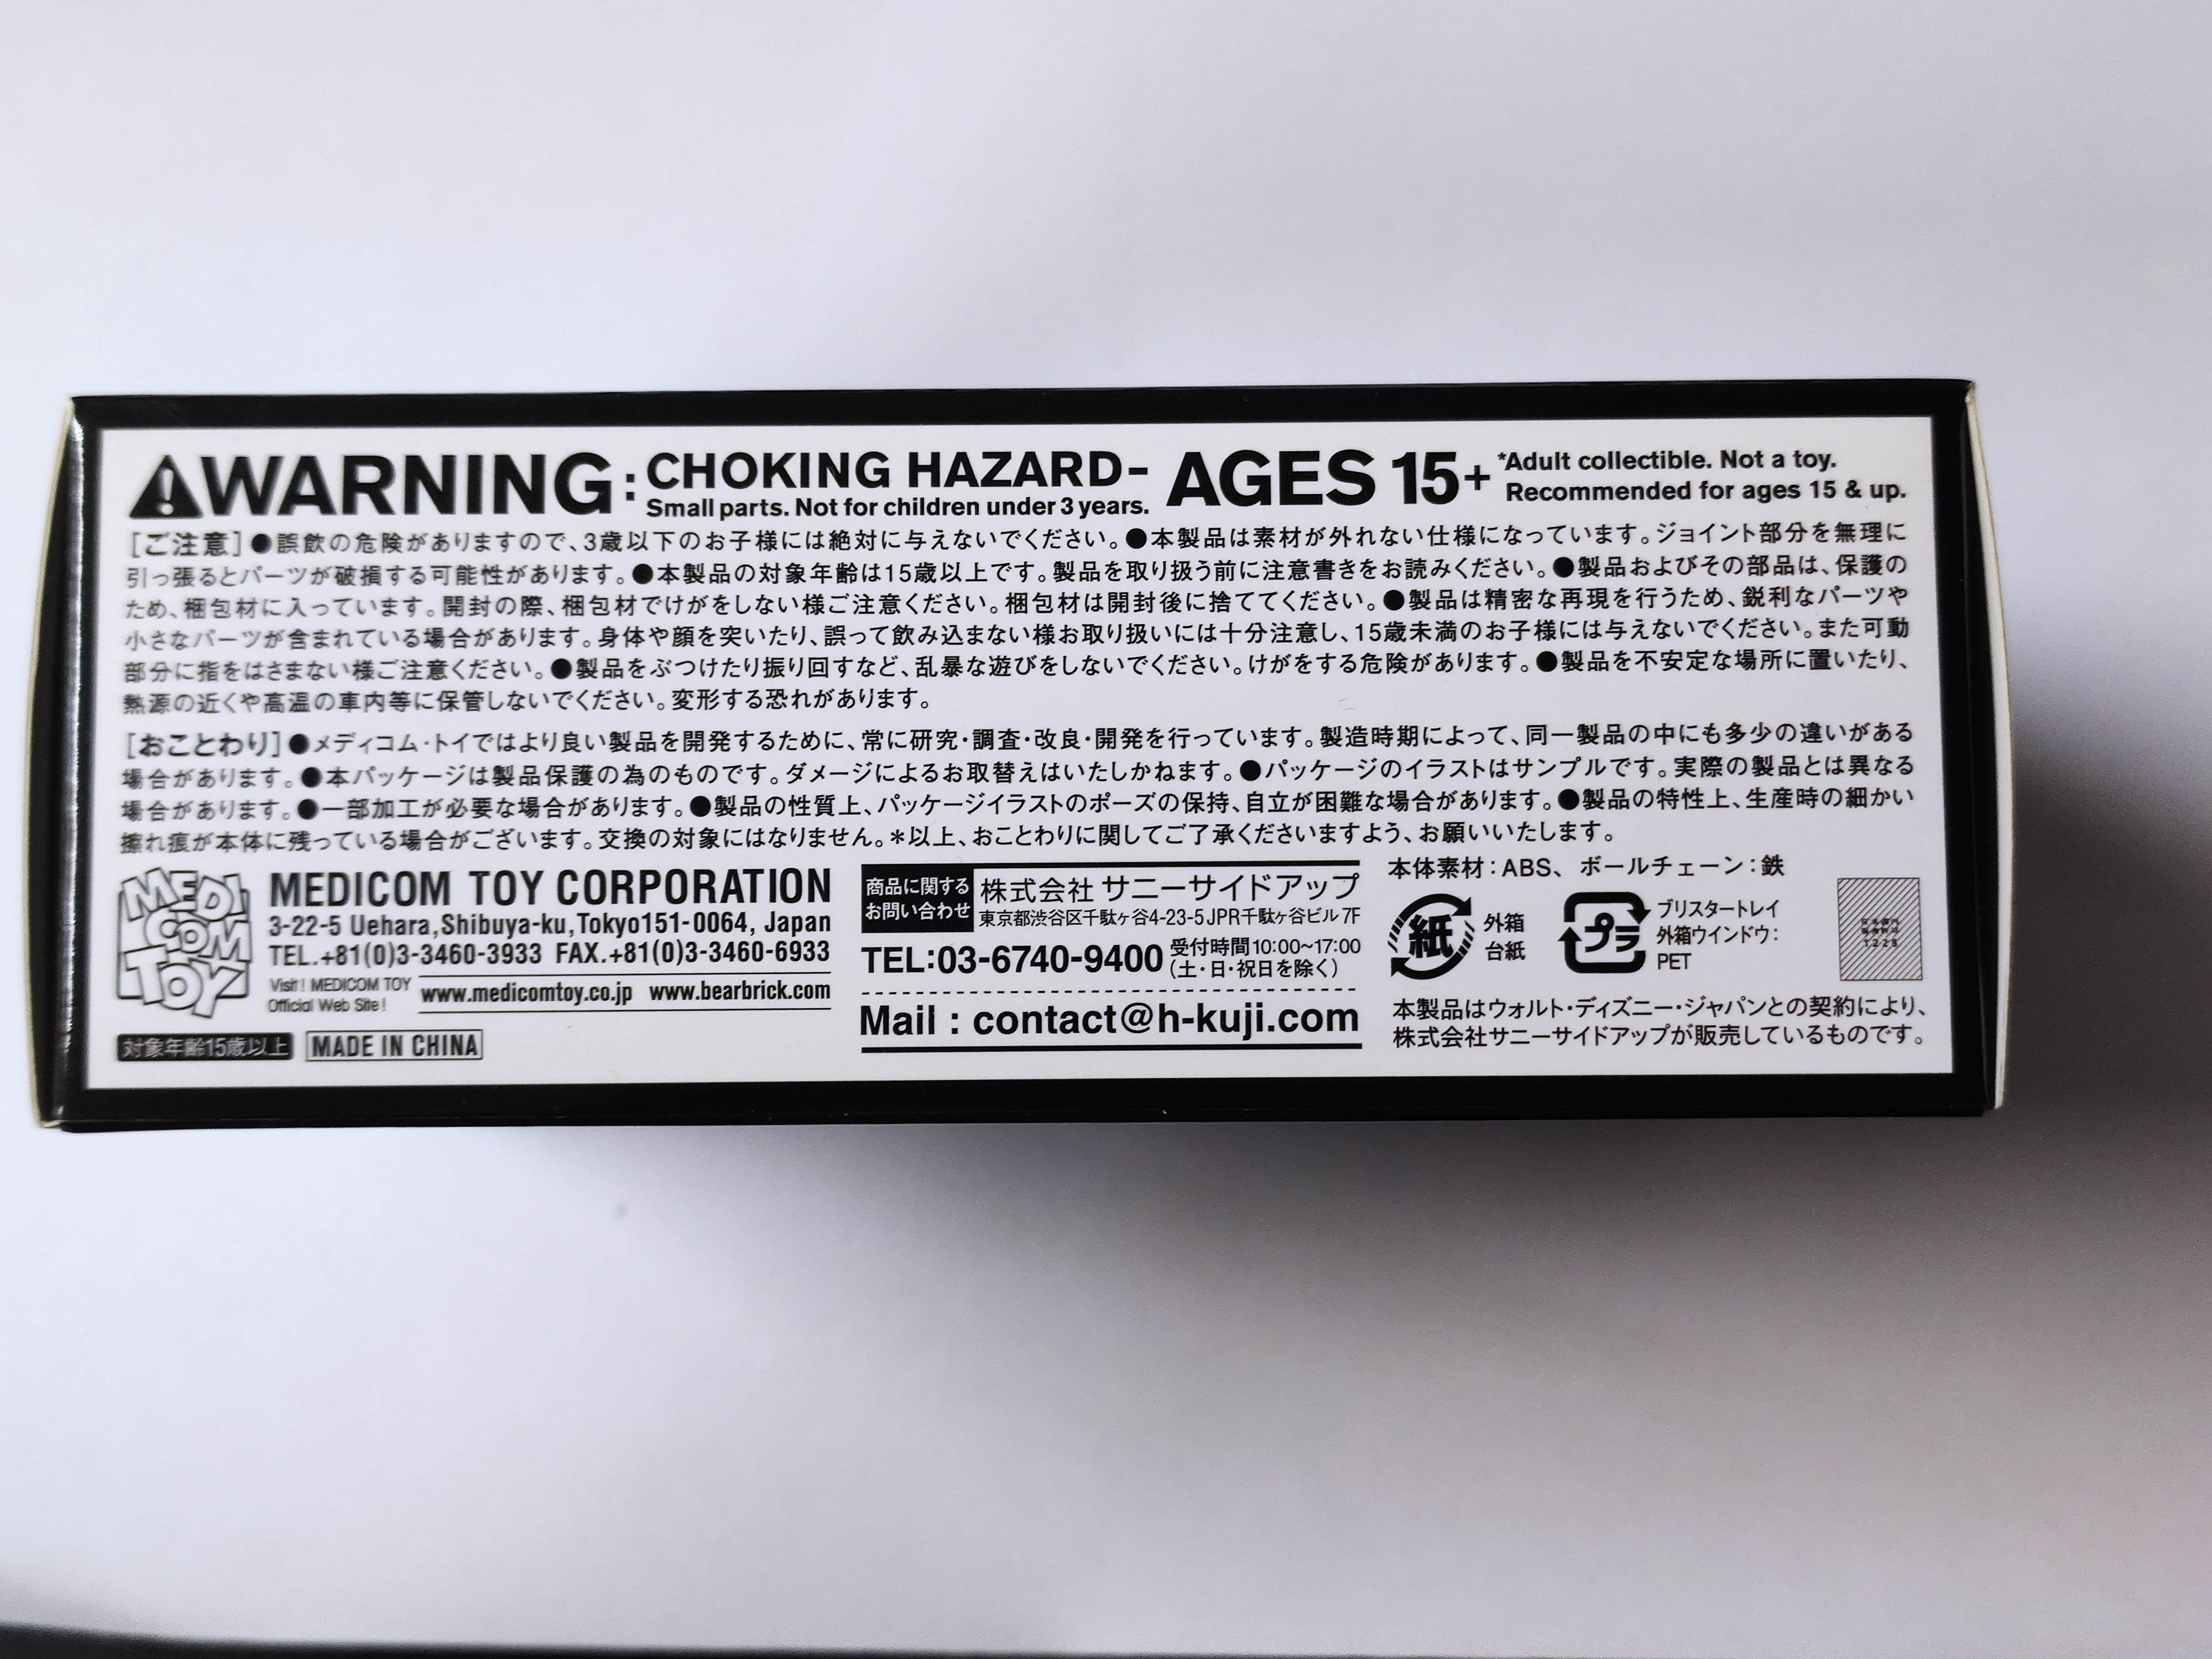 WARNING: CHOKING HAZARD- AGES 15+ *Adult collectible. Not a toy.
Small parts. Not for children under 3 years. Recommended for ages 15 & up.
[ご注意]●誤飲の危険がありますので、3歳以下のお子様には絶対に与えないでください。●本製品は素材が外れない仕様になっています。ジョイント部分を無理に
引っ張るとパーツが破損する可能性があります。●本製品の対象年齢は15歳以上です。製品を取り扱う前に注意書きをお読みください。●製品およびその部品は、保護の
ため、梱包材に入っています。開封の際、梱包材でけがをしない様ご注意ください。梱包材は開封後に捨ててください。●製品は精密な再現を行うため、鋭利なパーツや
小さなパーツが含まれている場合があります。身体や顔を突いたり、誤って飲み込まない様お取り扱いには十分注意し、15歳未満のお子様には与えないでください。また可動
部分に指をはさまない様ご注意ください。●製品をぶつけたり振り回すなど、乱暴な遊びをしないでください。けがをする危険があります。●製品を不安定な場所に置いたり、
熱源の近くや高温の車内等に保管しないでください。変形する恐れがあります。
[おことわり]●メディコム・トイではより良い製品を開発するために、常に研究・調査・改良・開発を行っています。製造時期によって、同一製品の中にも多少の違いがある
場合があります。●本パッケージは製品保護の為のものです。ダメージによるお取替えはいたしかねます。●パッケージのイラストはサンプルです。実際の製品とは異なる
場合があります。●一部加工が必要な場合があります。●製品の性質上、パッケージイラストのポーズの保持、自立が困難な場合があります。●製品の特性上、生産時の細かい
擦れ痕が本体に残っている場合がございます。交換の対象にはなりません。＊以上、おことわりに関してご了承くださいますよう、お願いいたします。
MEDICOM TOY
MEDICOM TOY CORPORATION
3-22-5 Uehara,Shibuya-ku,Tokyo151-0064, Japan
TEL.+81(0)3-3460-3933 FAX.+81(0)3-3460-6933
Visit! MEDICOM TOY
Official Web Site!
www.medicomtoy.co.jp www.bearbrick.com
対象年齢15歳以上 MADE IN CHINA
商品に関する
お問い合わせ
株式会社 サニーサイドアップ
東京都渋谷区千駄ヶ谷4-23-5 JPR千駄ヶ谷ビル 7F
TEL:03-6740-9400 受付時間10:00~17:00
(土・日・祝日を除く)
Mail : contact@h-kuji.com
本体素材：ABS、ボールチェーン：鉄
紙 外箱
台紙
プラ ブリスタートレイ
外箱ウインドウ：
PET
1228
本製品はウォルト・ディズニー・ジャパンとの契約により、
株式会社サニーサイドアップが販売しているものです。